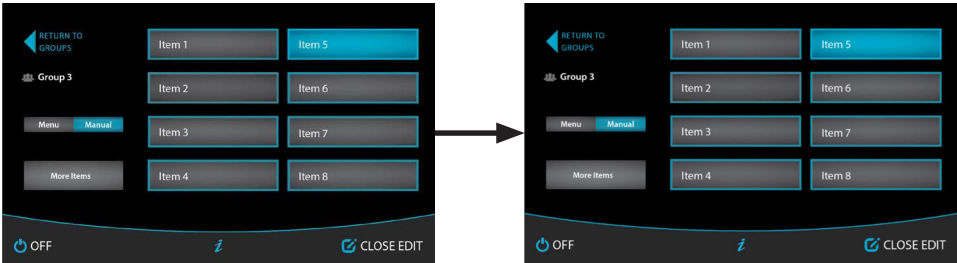 RETURN TO
GROUPS
Group 3
Menu Manual
More Items
Item 1 Item 5
Item 2 Item 6
Item 3 Item 7
Item 4 Item 8
OFF i CLOSE EDIT
RETURN TO
GROUPS
Group 3
Menu Manual
More Items
Item 1 Item 5
Item 2 Item 6
Item 3 Item 7
Item 4 Item 8
OFF i CLOSE EDIT